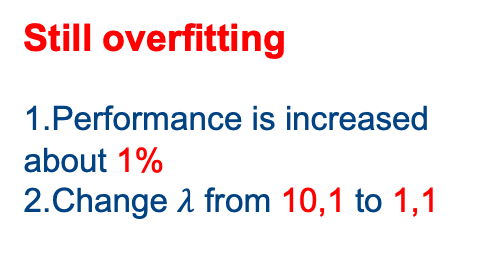 Still overfitting
1.Performance is increased
about 1%
2.Change 𝜆 from 10,1 to 1,1